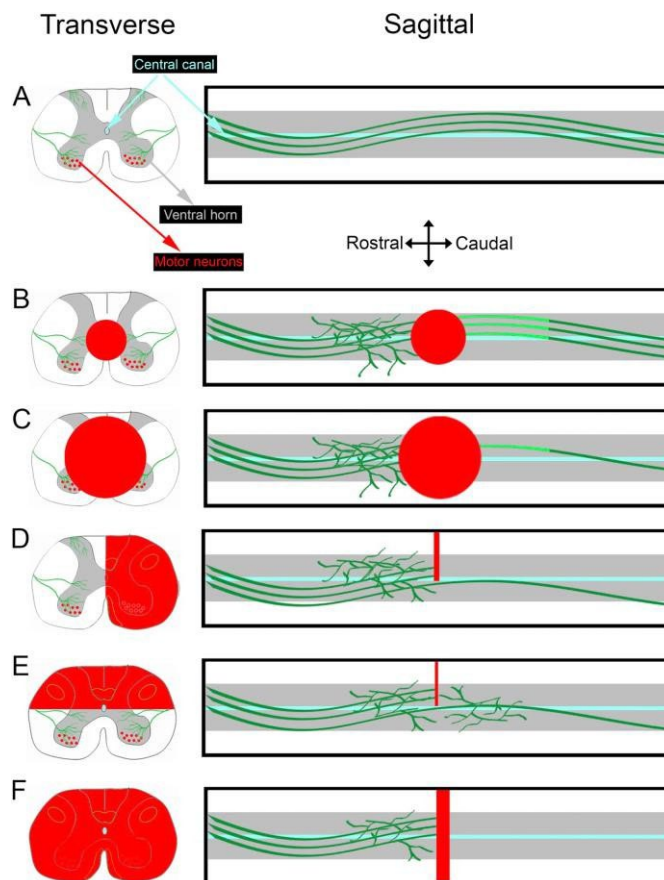 Transverse
Sagittal
Central canal
A
Ventral horn
Rostral
Caudal
Motor neurons
B
C
D
E
F